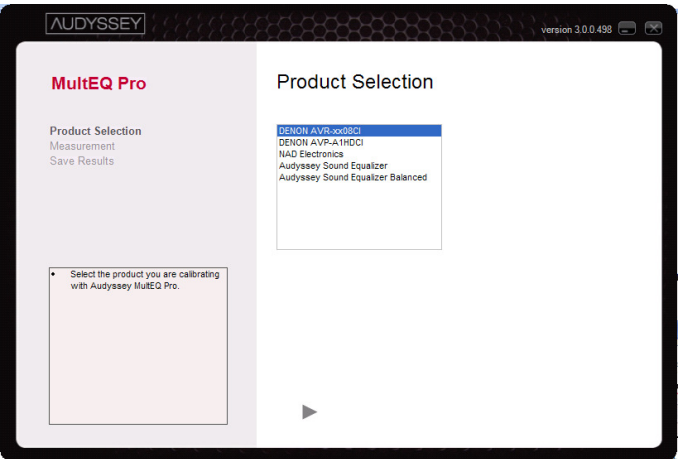 AUDYSSEY
version 3.0.0.498
MultEQ Pro
Product Selection
Measurement
Save Results
Select the product you are calibrating
with Audyssey MultEQ Pro.
Product Selection
DENON AVR-xx08CI
DENON AVP-A1HDCI
NAD Electronics
Audyssey Sound Equalizer
Audyssey Sound Equalizer Balanced